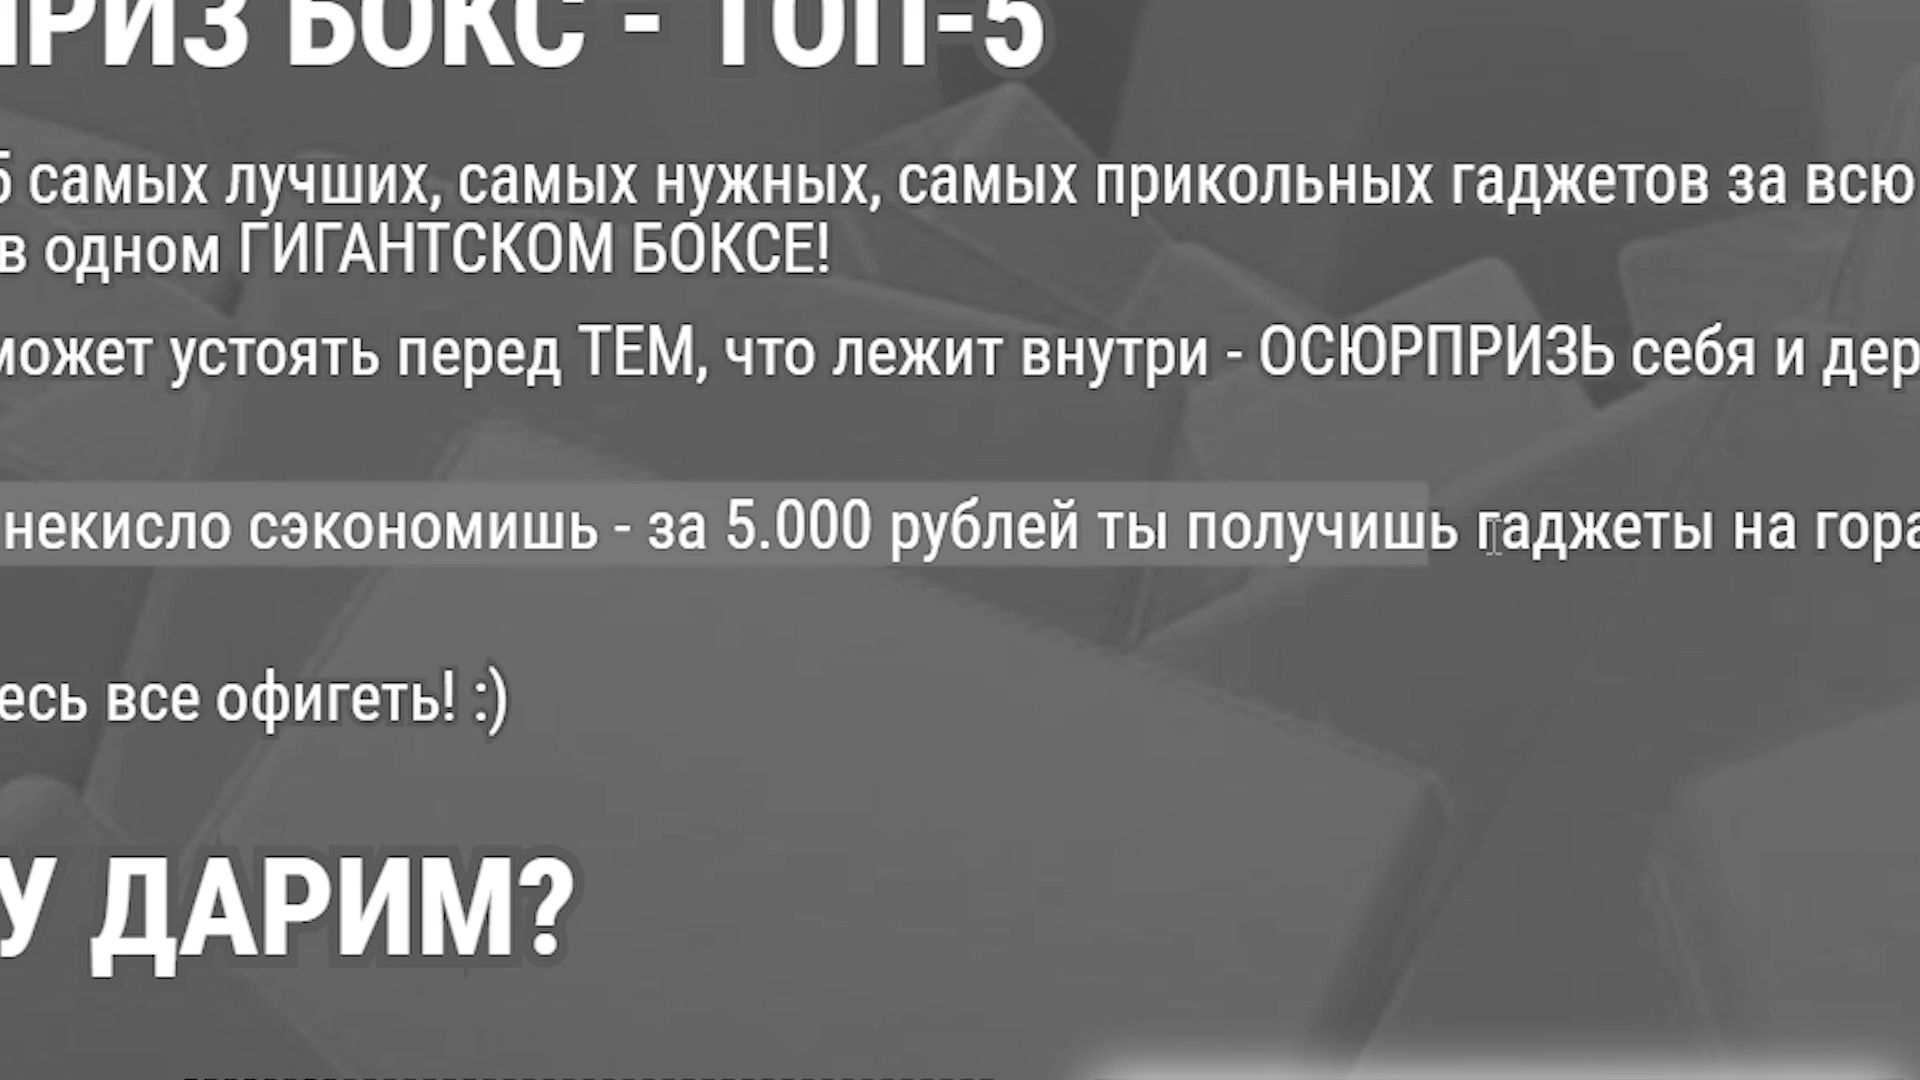 ПРИЗ БОКС - ТОП-5
5 самых лучших, самых нужных, самых прикольных гаджетов за всю
в одном ГИГАНТСКОМ БОКСЕ!
может устоять перед ТЕМ, что лежит внутри - ОСЮРПРИЗЬ себя и дер
некисло сэкономишь - за 5.000 рублей ты получишь гаджеты на гора
есь все офигеть! :)
У ДАРИМ?